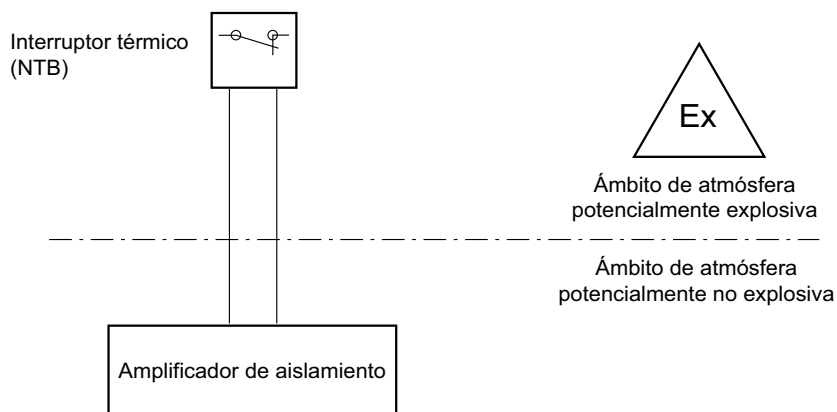 Interruptor térmico
(NTB)
Ex
Ámbito de atmósfera
potencialmente explosiva
Ámbito de atmósfera
potencialmente no explosiva
Amplificador de aislamiento